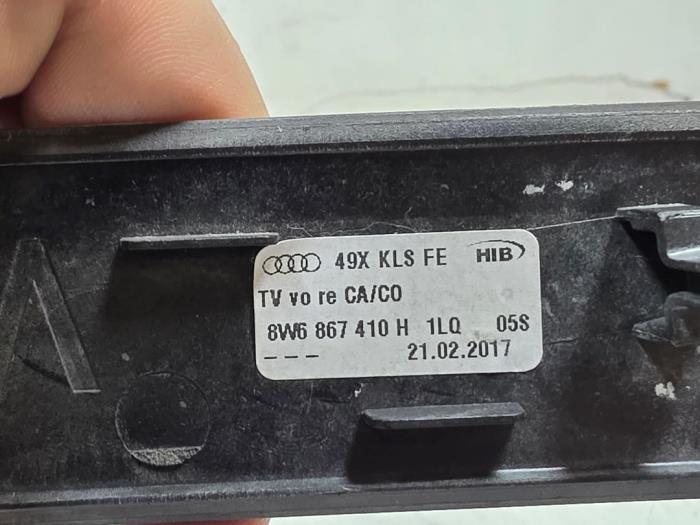 49X KLS FE HIB
TV vo re CA/CO
8W6 867 410 H 1LQ 05S
--- 21.02.2017